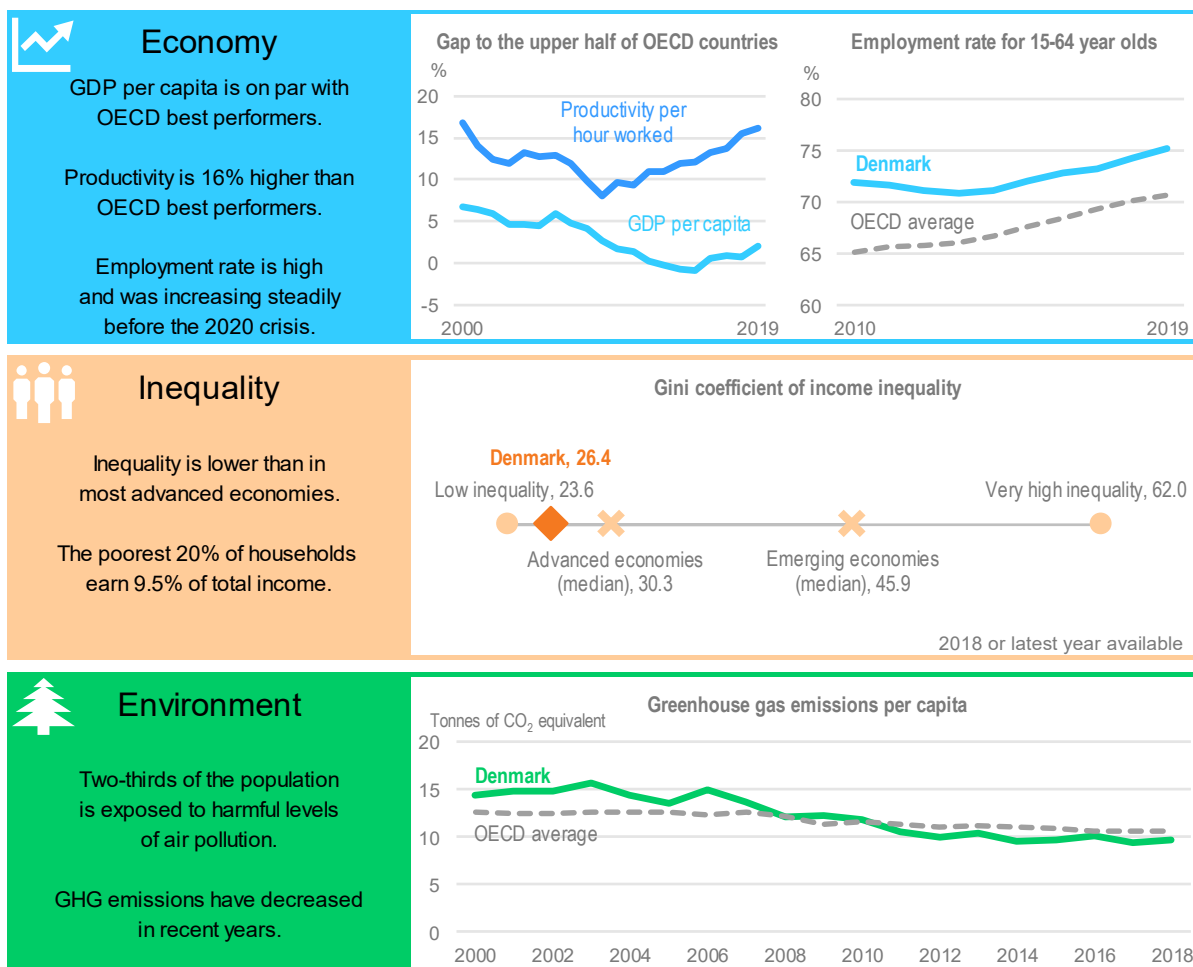 Economy
GDP per capita is on par with
OECD best performers.
Productivity is 16% higher than
OECD best performers.
Employment rate is high
and was increasing steadily
before the 2020 crisis.
Gap to the upper half of OECD countries
%
20
15
10
5
0
-5
Productivity per
hour worked
GDP per capita
2000
2019
Employment rate for 15-64 year olds
%
80
75
70
65
60
Denmark
OECD average
2010
2019
Inequality
Inequality is lower than in
most advanced economies.
The poorest 20% of households
earn 9.5% of total income.
Gini coefficient of income inequality
Denmark, 26.4
Low inequality, 23.6
Very high inequality, 62.0
Advanced economies
(median), 30.3
Emerging economies
(median), 45.9
2018 or latest year available
Environment
Two-thirds of the population
is exposed to harmful levels
of air pollution.
GHG emissions have decreased
in recent years.
Greenhouse gas emissions per capita
Tonnes of CO₂ equivalent
20
15
10
5
0
Denmark
OECD average
2000 2002 2004 2006 2008 2010 2012 2014 2016 2018